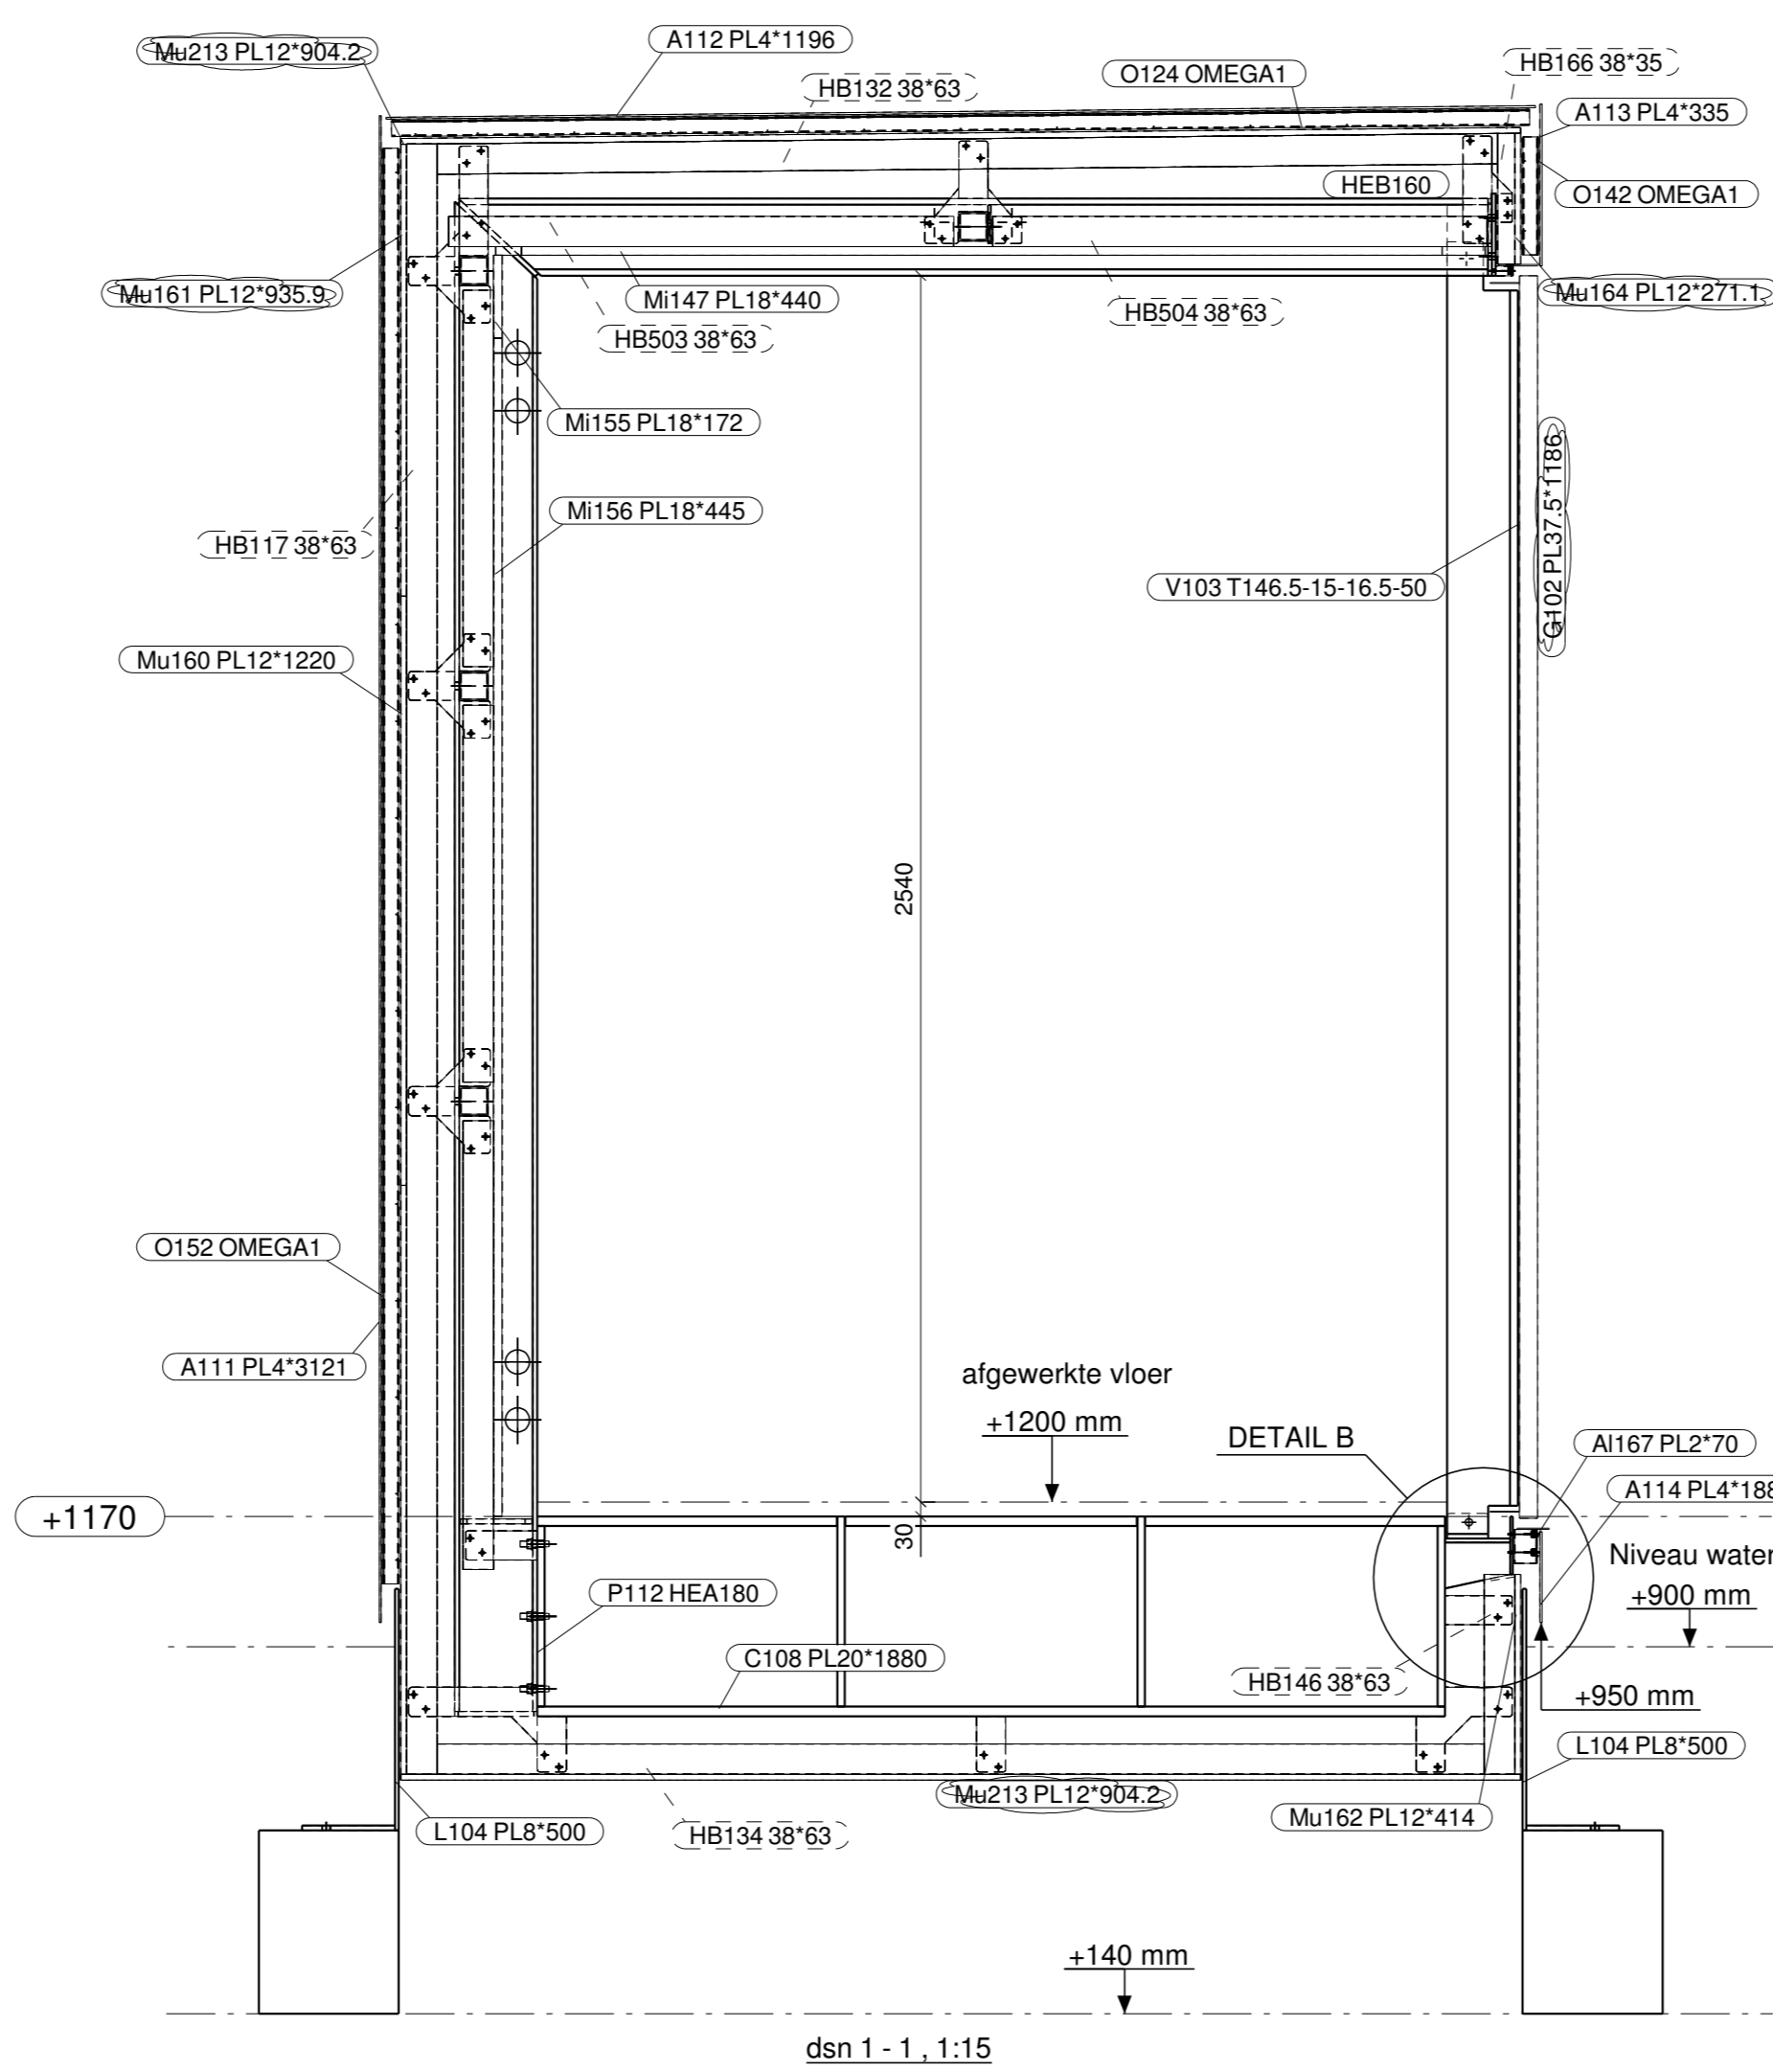 Mu213 PL12*904.2
A112 PL4*1196
HB132 38*63
O124 OMEGA1
HB166 38*35
A113 PL4*335
HEB160
O142 OMEGA1
Mu161 PL12*935.9
Mi147 PL18*440
HB503 38*63
HB504 38*63
Mu164 PL12*271.1
Mi155 PL18*172
Mi156 PL18*445
HB117 38*63
G102 PL37.5*1186
V103 T146.5-15-16.5-50
Mu160 PL12*1220
2540
O152 OMEGA1
A111 PL4*3121
afgewerkte vloer
+1200 mm
DETAIL B
Al167 PL2*70
A114 PL4*188
+1170
30
Niveau water
+900 mm
P112 HEA180
C108 PL20*1880
HB146 38*63
+950 mm
L104 PL8*500
Mu213 PL12*904.2
Mu162 PL12*414
L104 PL8*500
HB134 38*63
+140 mm
dsn 1 - 1 , 1:15